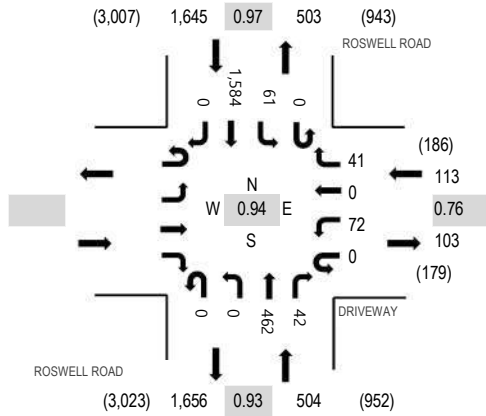 (3,007) 1,645 0.97 503 (943)
ROSWELL ROAD
0 1,584 61 0
41
(186)
113
0
N
W 0.94 E
S
0.76
72
103
0
(179)
0 0 462 42
DRIVEWAY
ROSWELL ROAD
(3,023) 1,656 0.93 504 (952)